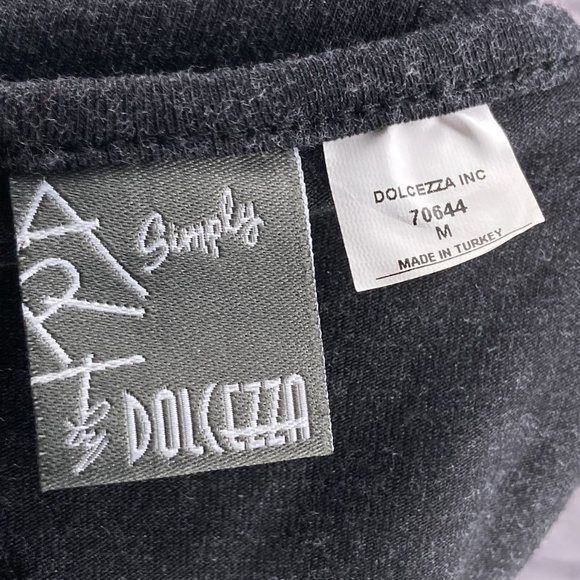 Simply
ART
by DOLCEZZA
DOLCEZZA INC
70644
M
MADE IN TURKEY